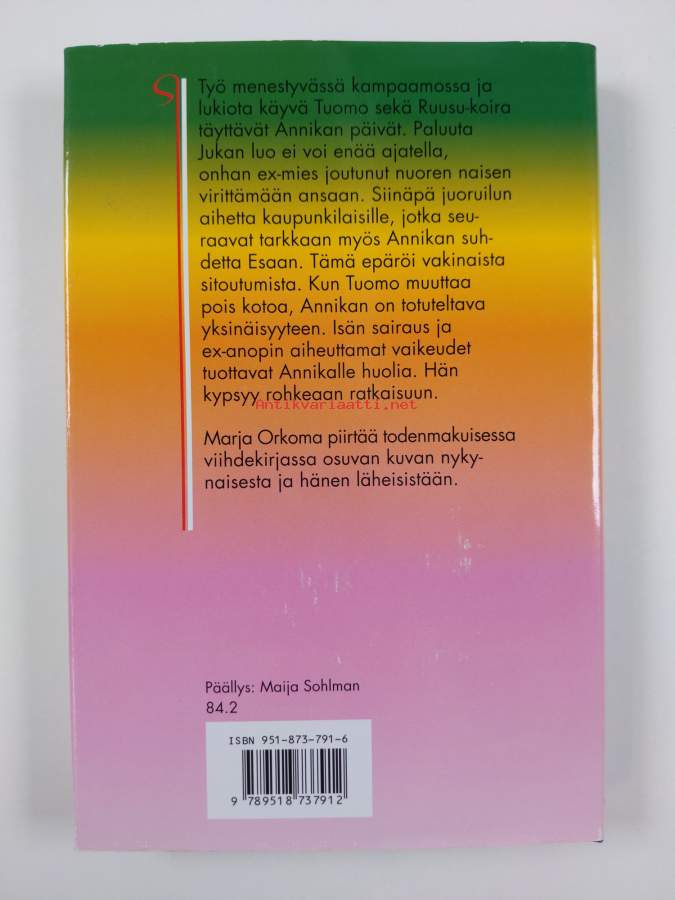 Työ menestyvässä kampaamossa ja
lukiota käyvä Tuomo sekä Ruusu-koira
täyttävät Annikan päivät. Paluuta
Jukan luo ei voi enää ajatella,
onhan ex-mies joutunut nuoren naisen
virittämään ansaan. Siinäpä juoruilun
aihetta kaupunkilaisille, jotka seu-
raavat tarkkaan myös Annikan suh-
detta Esaan. Tämä epäröi vakinaista
sitoutumista. Kun Tuomo muuttaa
pois kotoa, Annikan on totuteltava
yksinäisyyteen. Isän sairaus ja
ex-anopin aiheuttamat vaikeudet
tuottavat Annikalle huolia. Hän
kypsyy rohkeaan ratkaisuun.
Antikvariaatti.net
Marja Orkoma piirtää todenmakuisessa
viihdekirjassa osuvan kuvan nyky-
naisesta ja hänen läheisistään.
Päällys: Maija Sohlman
84.2
ISBN 951-873-791-6
9 789518 737912